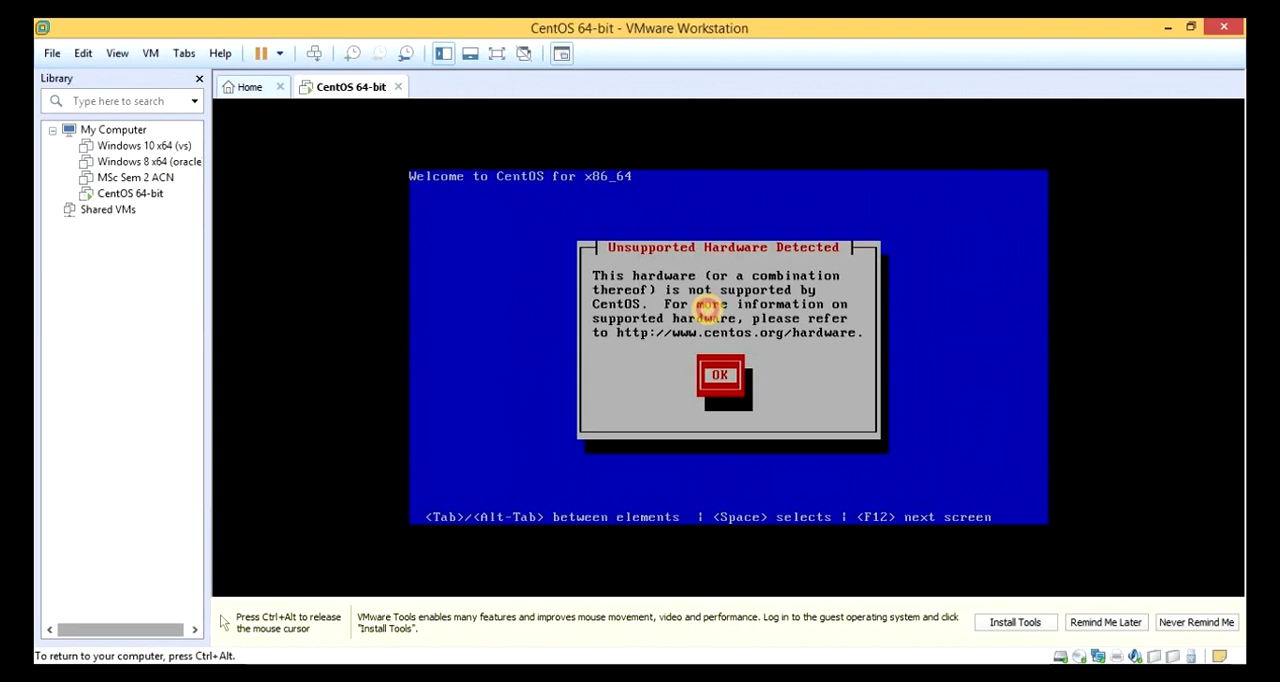 CentOS 64-bit - VMware Workstation
File Edit View VM Tabs Help
Library
Type here to search
Home
CentOS 64-bit
My Computer
Windows 10 x64 (vs)
Windows 8 x64 (oracle
MSc Sem 2 ACN
CentOS 64-bit
Shared VMs
Welcome to CentOS for x86_64
Unsupported Hardware Detected
This hardware (or a combination
thereof) is not supported by
CentOS. For more information on
supported hardware, please refer
to http://www.centos.org/hardware.
OK
<Tab>/<Alt-Tab> between elements | <Space> selects | <F12> next screen
Press Ctrl+Alt to release
the mouse cursor
VMware Tools enables many features and improves mouse movement, video and performance. Log in to the guest operating system and click
"Install Tools".
Install Tools
Remind Me Later
Never Remind Me
To return to your computer, press Ctrl+Alt.